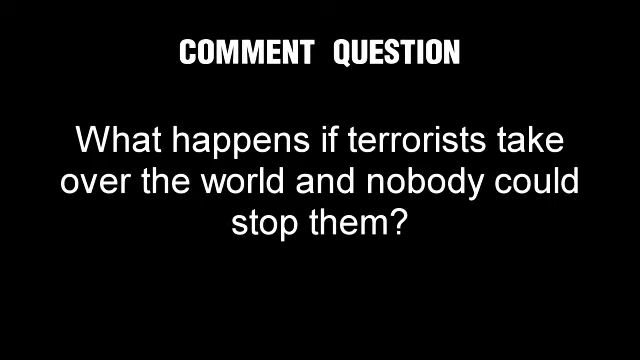 COMMENT QUESTION
What happens if terrorists take
over the world and nobody could
stop them?